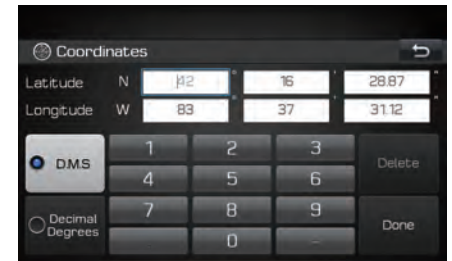 Coordinates
Latitude N 42 ° 16 ' 28.87 "
Longitude W 83 ° 37 ' 31.12 "
D.M.S 1 2 3 Delete
4 5 6
Decimal Degrees 7 8 9 Done
0 -